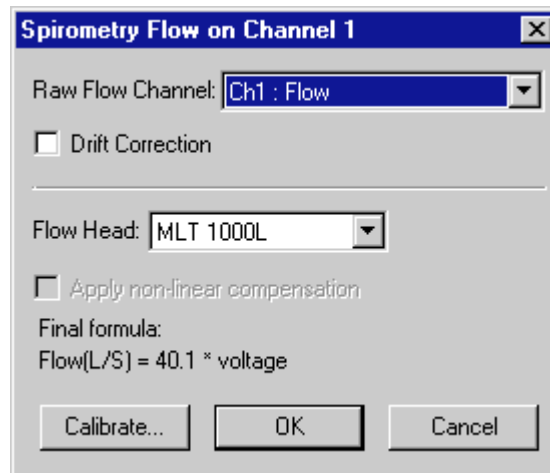 Spirometry Flow on Channel 1
Raw Flow Channel: Ch1 : Flow
Drift Correction
Flow Head: MLT 1000L
Apply non-linear compensation
Final formula:
Flow(L/S) = 40.1 * voltage
Calibrate... OK Cancel